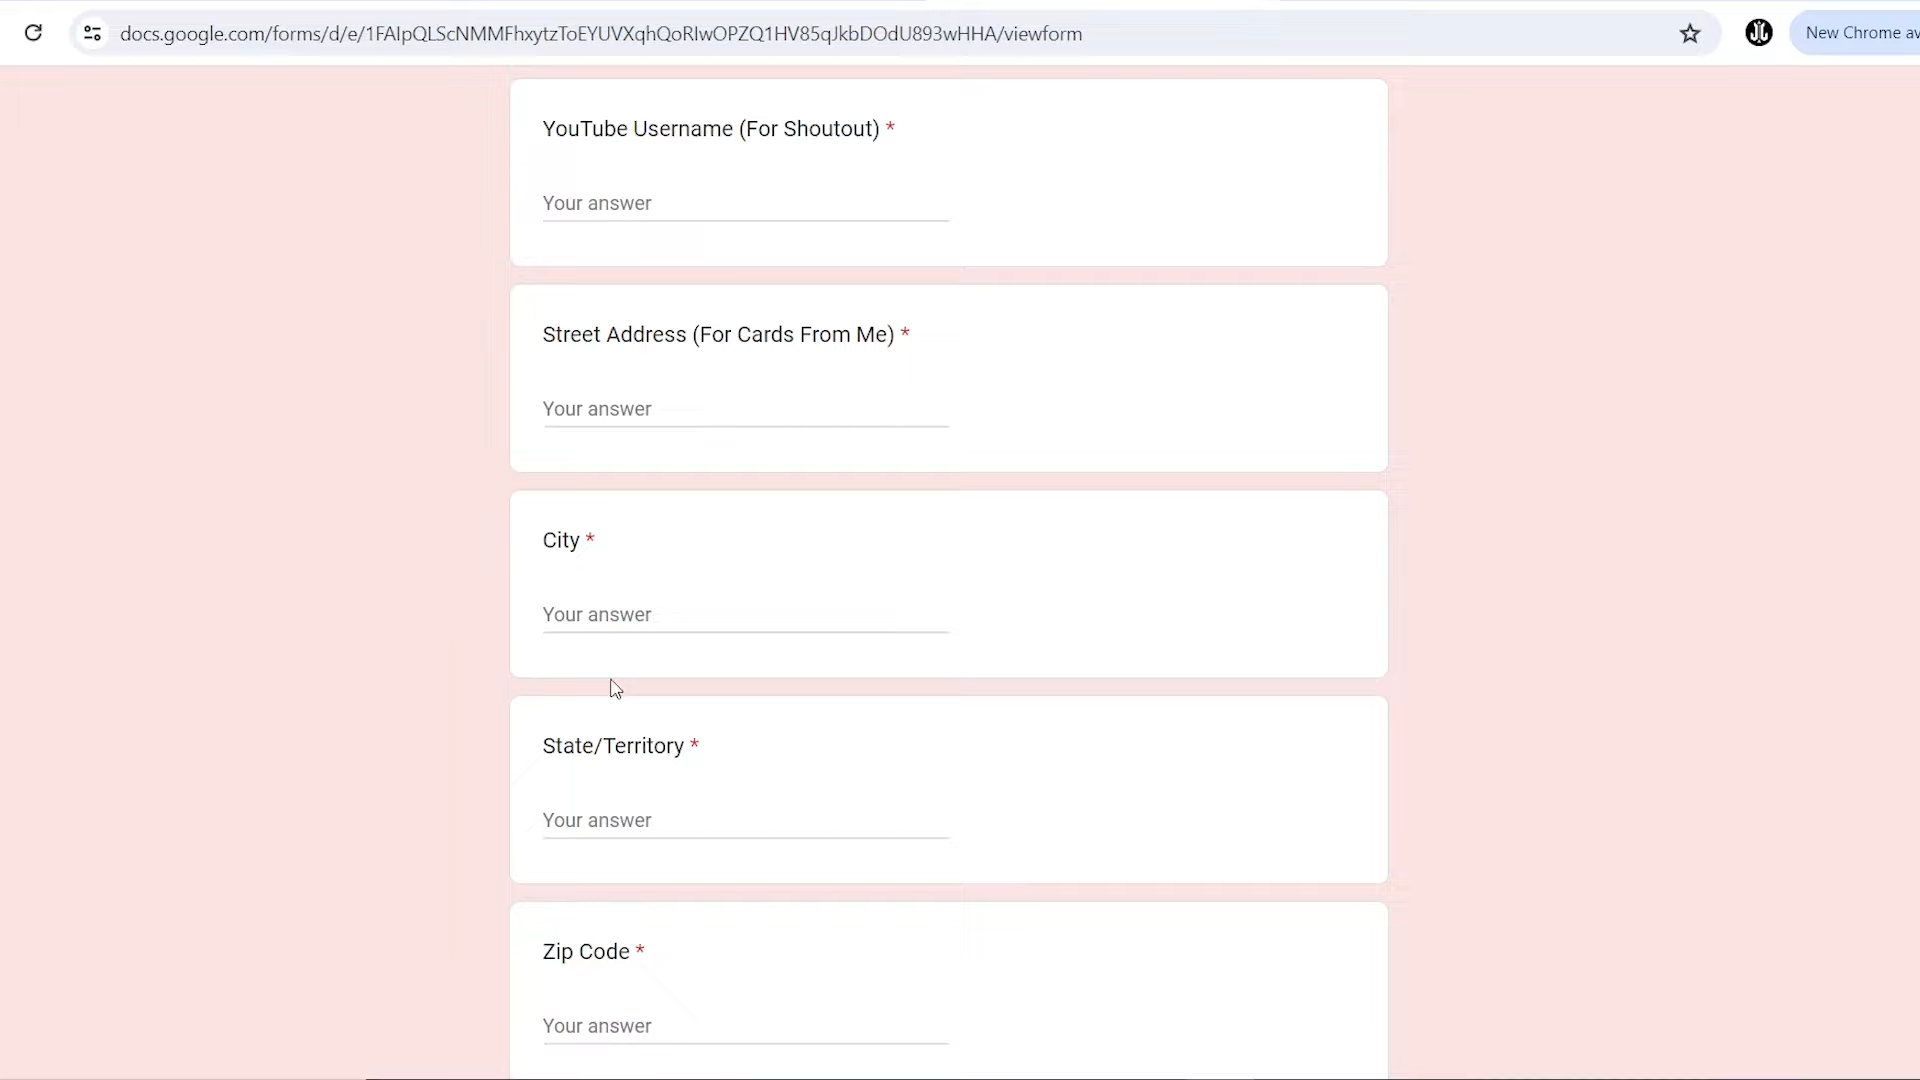 docs.google.com/forms/d/e/1FAIpQLScNMMFhxytzToEYUVXqhQoRIwOPZQ1HV85qJkbDOdU893wHHA/viewform
New Chrome av
YouTube Username (For Shoutout) *
Your answer
Street Address (For Cards From Me) *
Your answer
City *
Your answer
State/Territory *
Your answer
Zip Code *
Your answer